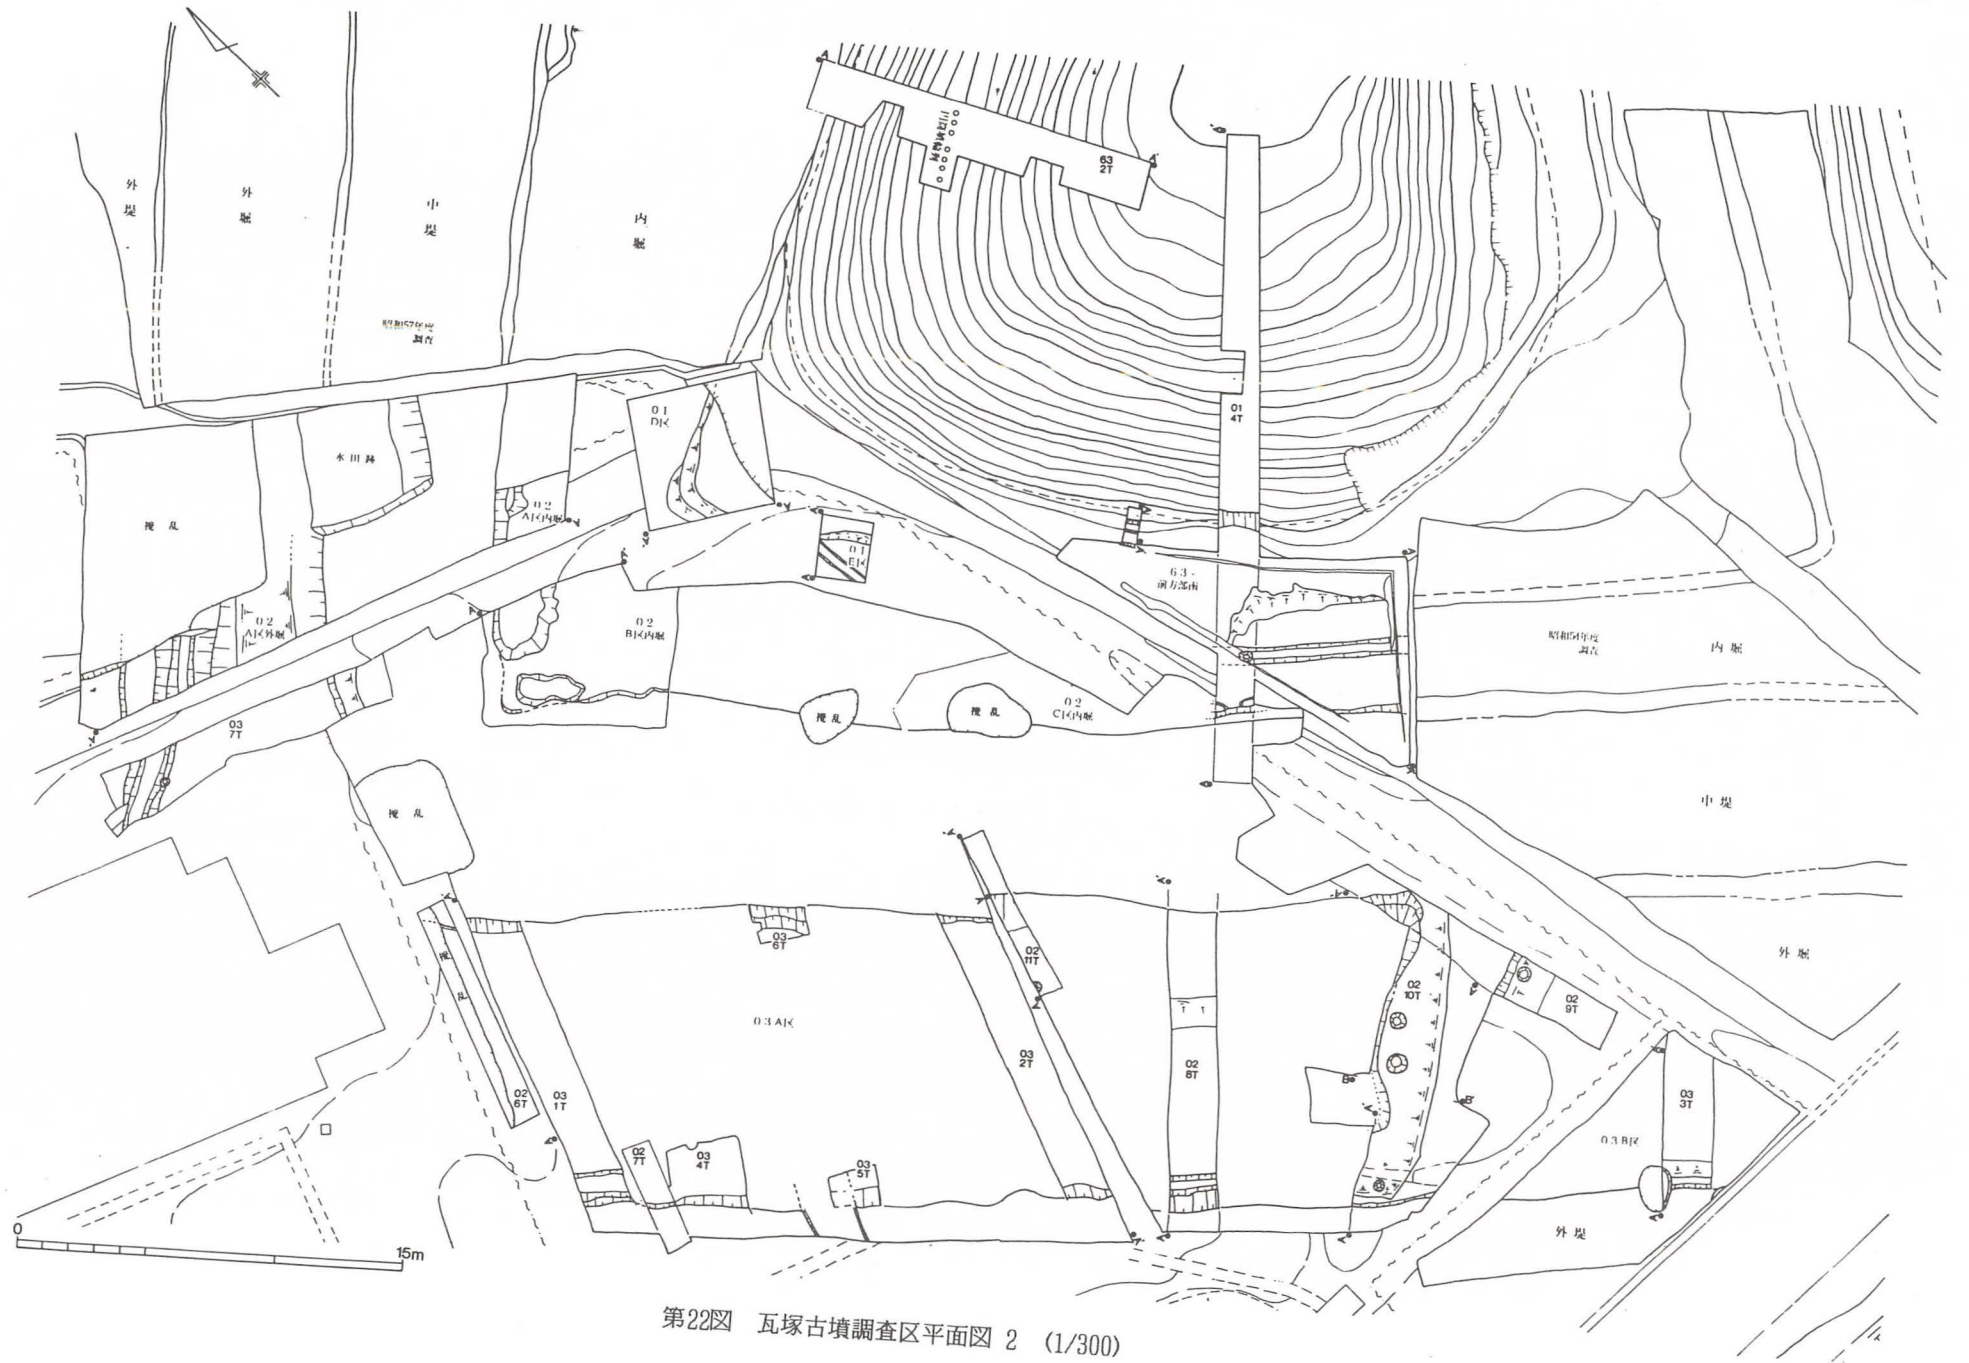 外堤
外堀
中堤
内堀
昭和57年度
調査
63
2T
A
A'
01
4T
01
D区
水田跡
攪乱
02
A区内堀
02
A区外堀
01
E区
02
B区内堀
63
前方部南
昭和54年度
調査
内堀
攪乱
攪乱
02
C区内堀
03
7T
攪乱
中堤
外堀
03
6T
02
11T
攪
乱
03A区
02
10T
02
9T
03
2T
02
8T
02
6T
03
1T
B
A
B'
03
3T
03B区
02
7T
03
4T
03
5T
外堤
0
15m
第22図 瓦塚古墳調査区平面図 2 (1/300)